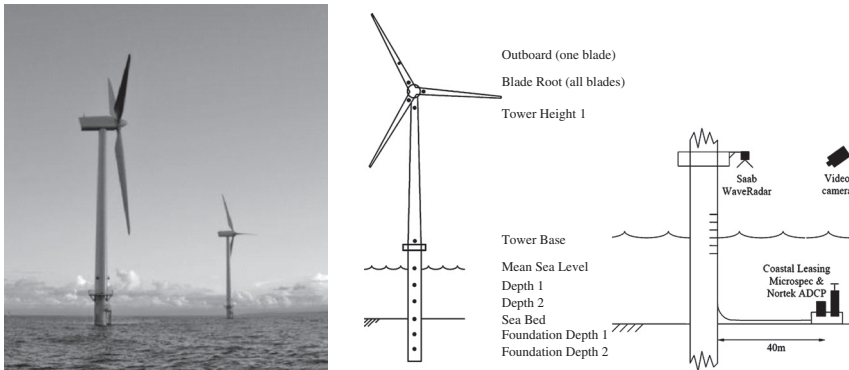 Outboard (one blade)
Blade Root (all blades)
Tower Height 1
Tower Base
Mean Sea Level
Depth 1
Depth 2
Sea Bed
Foundation Depth 1
Foundation Depth 2
Saab
WaveRadar
Video
camera
Coastal Leasing
Microspec &
Nortek ADCP
40m